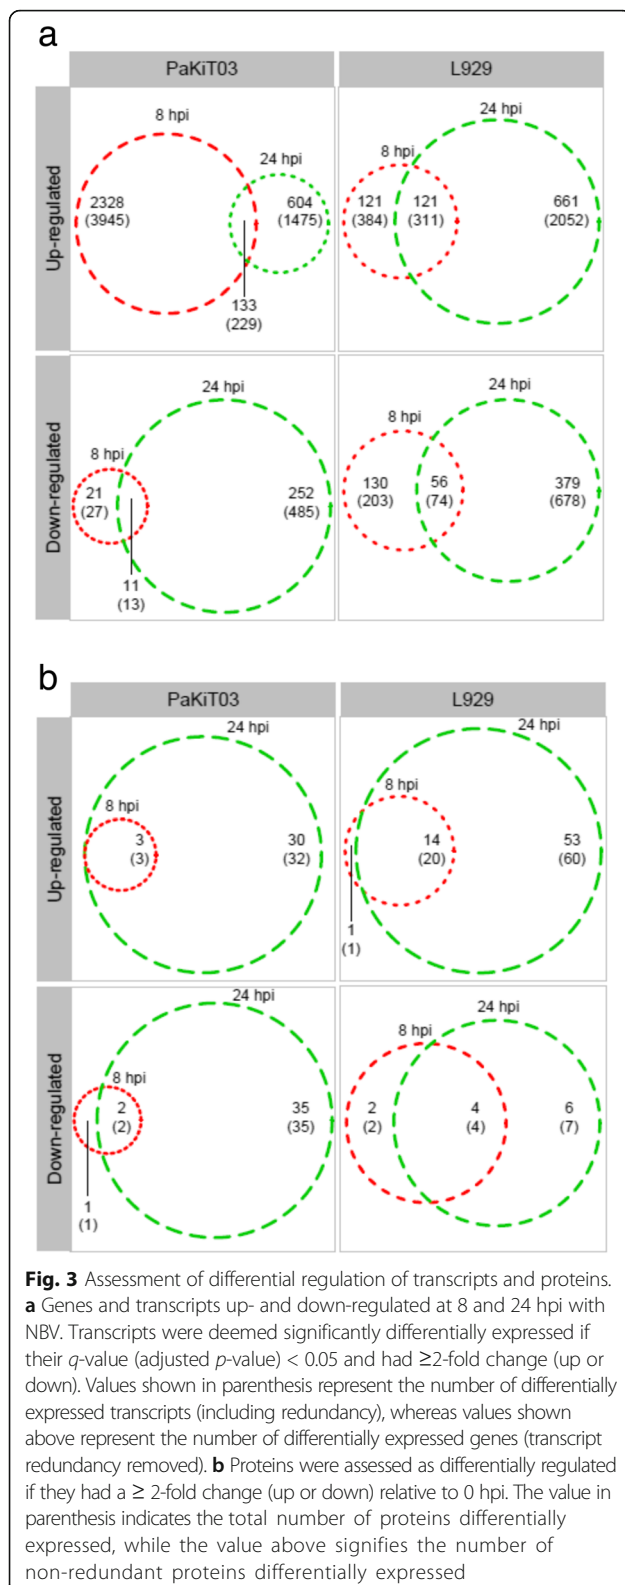 a
PaKiT03
L929
Up-regulated
8 hpi
24 hpi
2328
(3945)
604
(1475)
133
(229)
24 hpi
8 hpi
121
(384)
121
(311)
661
(2052)
Down-regulated
24 hpi
8 hpi
21
(27)
252
(485)
11
(13)
24 hpi
8 hpi
130
(203)
56
(74)
379
(678)
b
PaKiT03
L929
Up-regulated
24 hpi
8 hpi
3
(3)
30
(32)
24 hpi
8 hpi
14
(20)
53
(60)
1
(1)
Down-regulated
24 hpi
8 hpi
2
(2)
35
(35)
1
(1)
24 hpi
8 hpi
2
(2)
4
(4)
6
(7)
Fig. 3 Assessment of differential regulation of transcripts and proteins.
a Genes and transcripts up- and down-regulated at 8 and 24 hpi with
NBV. Transcripts were deemed significantly differentially expressed if
their q-value (adjusted p-value) < 0.05 and had ≥2-fold change (up or
down). Values shown in parenthesis represent the number of differentially
expressed transcripts (including redundancy), whereas values shown
above represent the number of differentially expressed genes (transcript
redundancy removed). b Proteins were assessed as differentially regulated
if they had a ≥ 2-fold change (up or down) relative to 0 hpi. The value in
parenthesis indicates the total number of proteins differentially
expressed, while the value above signifies the number of
non-redundant proteins differentially expressed